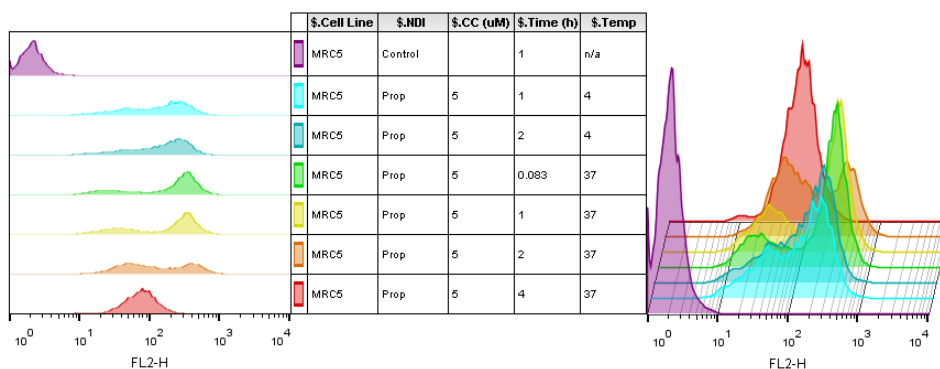 $.Cell Line $.NDI $.CC (uM) $.Time (h) $.Temp
MRC5 Control 1 n/a
MRC5 Prop 5 1 4
MRC5 Prop 5 2 4
MRC5 Prop 5 0.083 37
MRC5 Prop 5 1 37
MRC5 Prop 5 2 37
MRC5 Prop 5 4 37
10^0 10^1 10^2 10^3 10^4
FL2-H
10^0 10^1 10^2 10^3 10^4
FL2-H